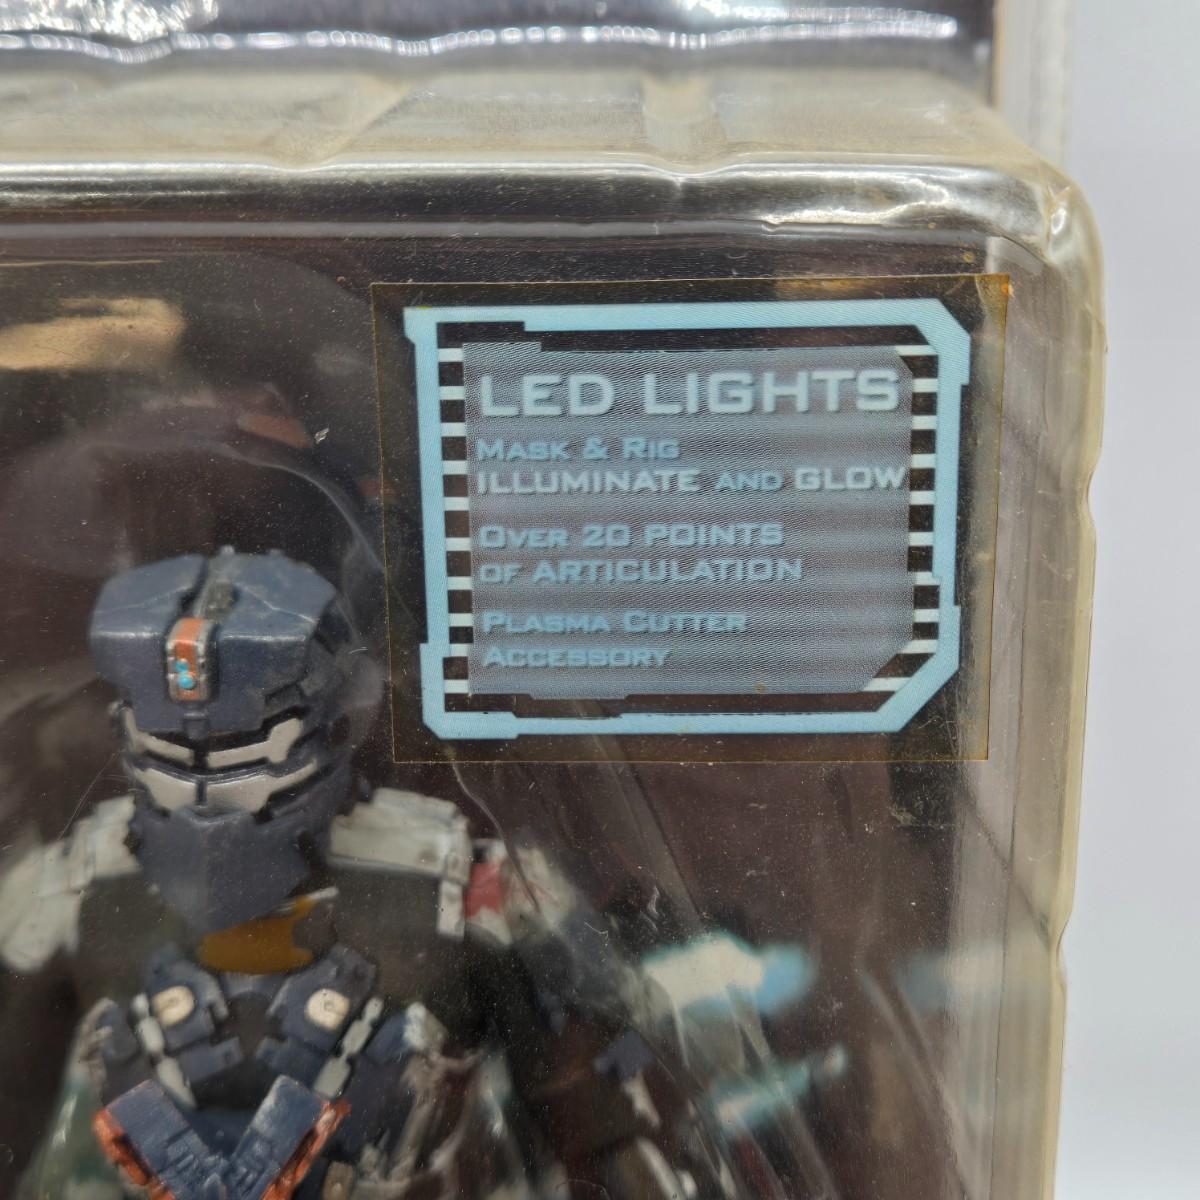 LED LIGHTS
MASK & RIG
ILLUMINATE AND GLOW
OVER 20 POINTS
OF ARTICULATION
PLASMA CUTTER
ACCESSORY